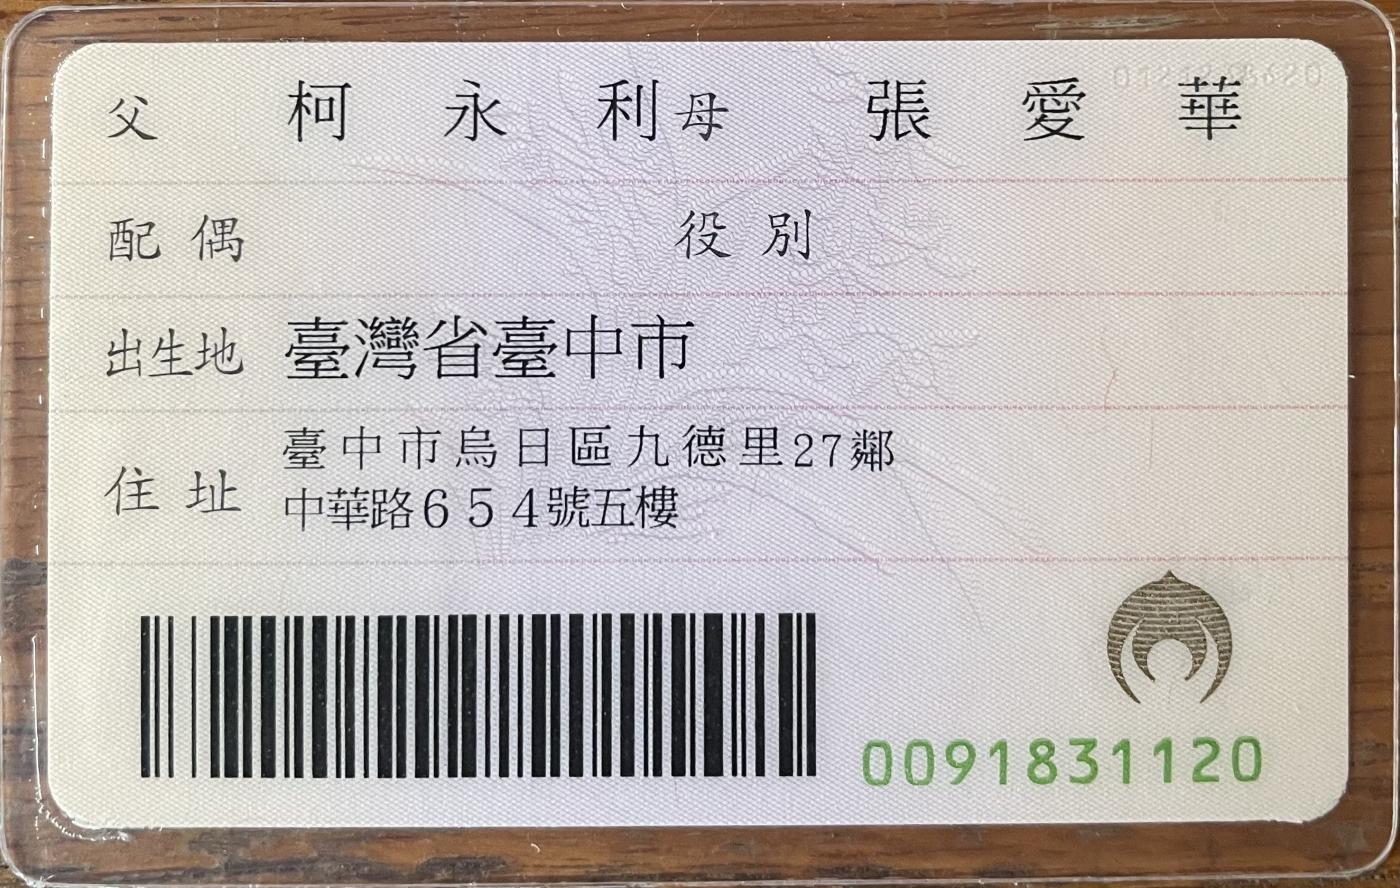 父 柯永利 母 張愛華
配偶 役別
出生地 臺灣省臺中市
住址 臺中市烏日區九德里27鄰
中華路654號五樓
0091831120